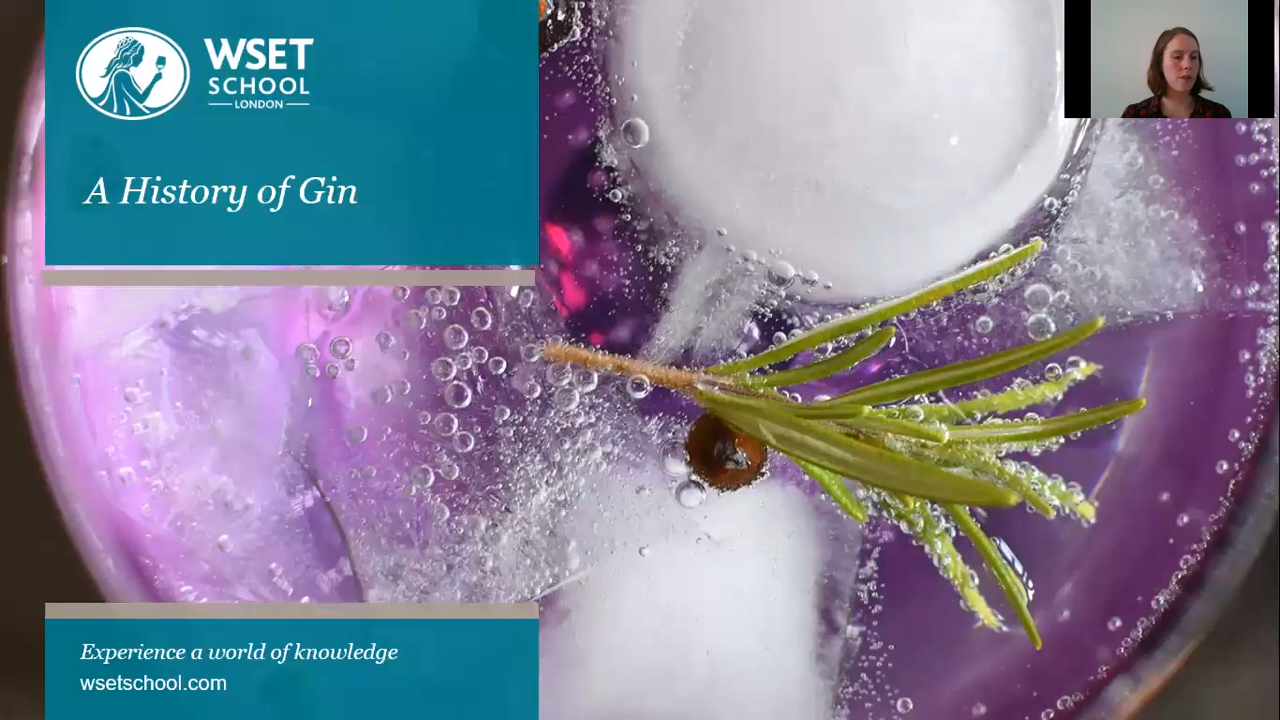 WSET
SCHOOL
LONDON
A History of Gin
Experience a world of knowledge
wsetschool.com